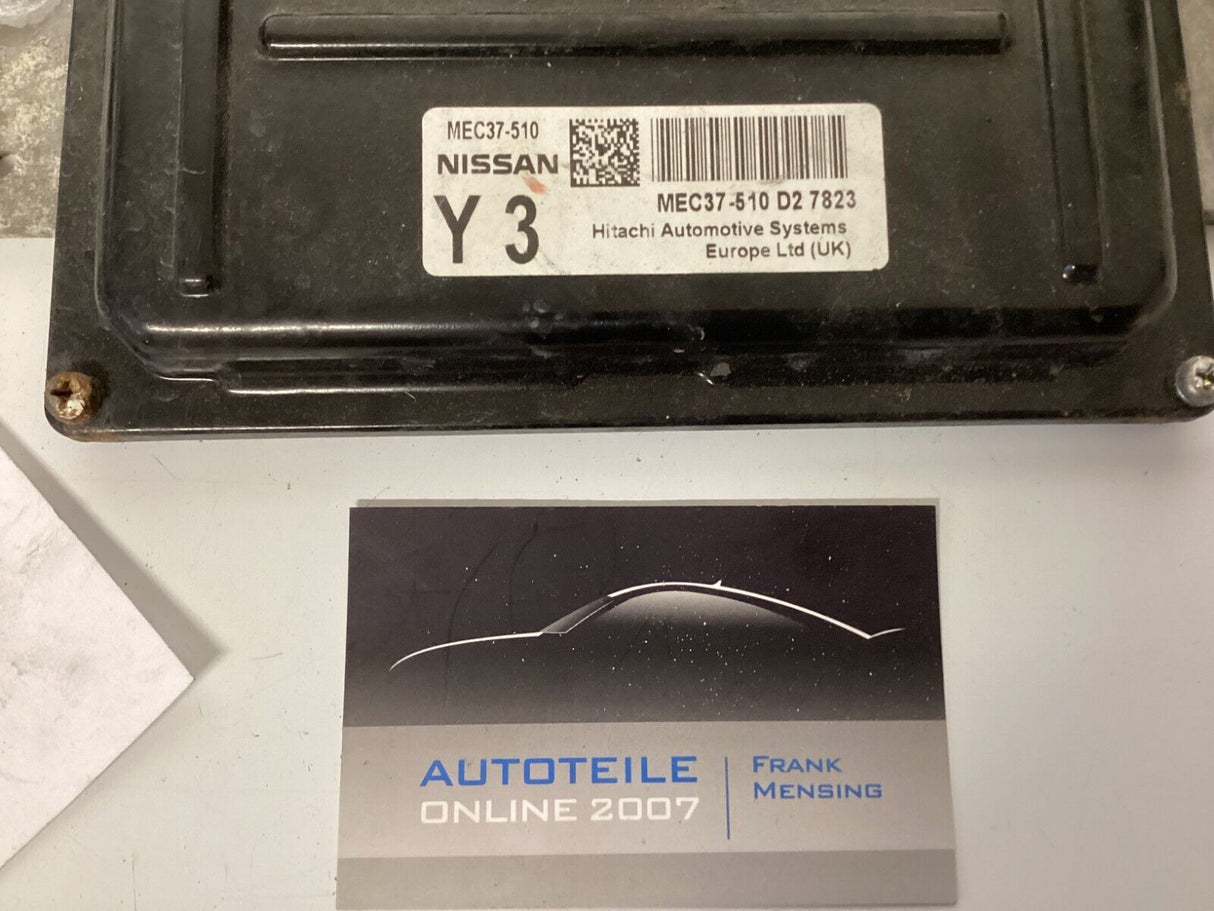 MEC37-510
NISSAN
Y 3
MEC37-510 D2 7823
Hitachi Automotive Systems
Europe Ltd (UK)
AUTOTEILE
ONLINE 2007
FRANK
MENSING